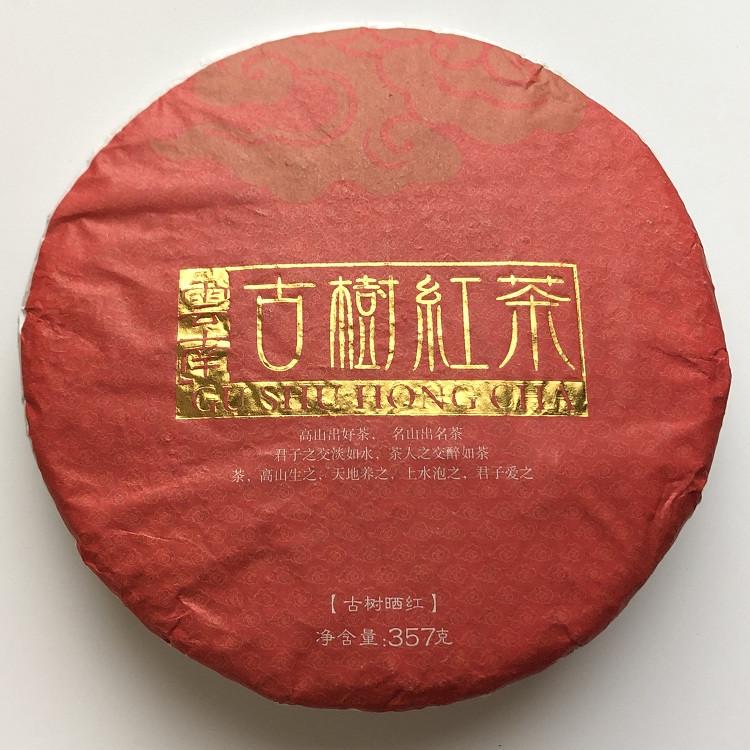 雲南
古樹紅茶
GU SHU HONG CHA
高山出好茶，名山出名茶
君子之交淡如水，茶人之交醉如茶
茶，高山生之，天地养之，上水泡之，君子爱之
【古树晒红】
净含量:357克